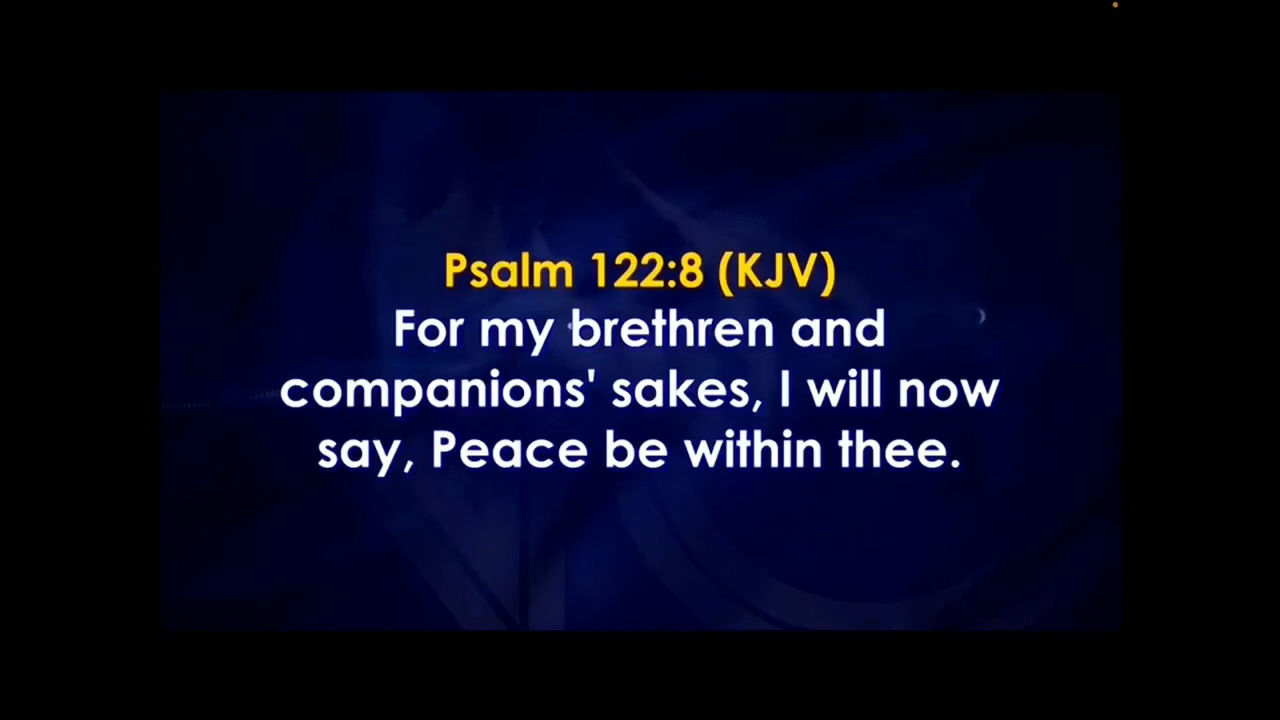 Psalm 122:8 (KJV)
For my brethren and
companions' sakes, I will now
say, Peace be within thee.